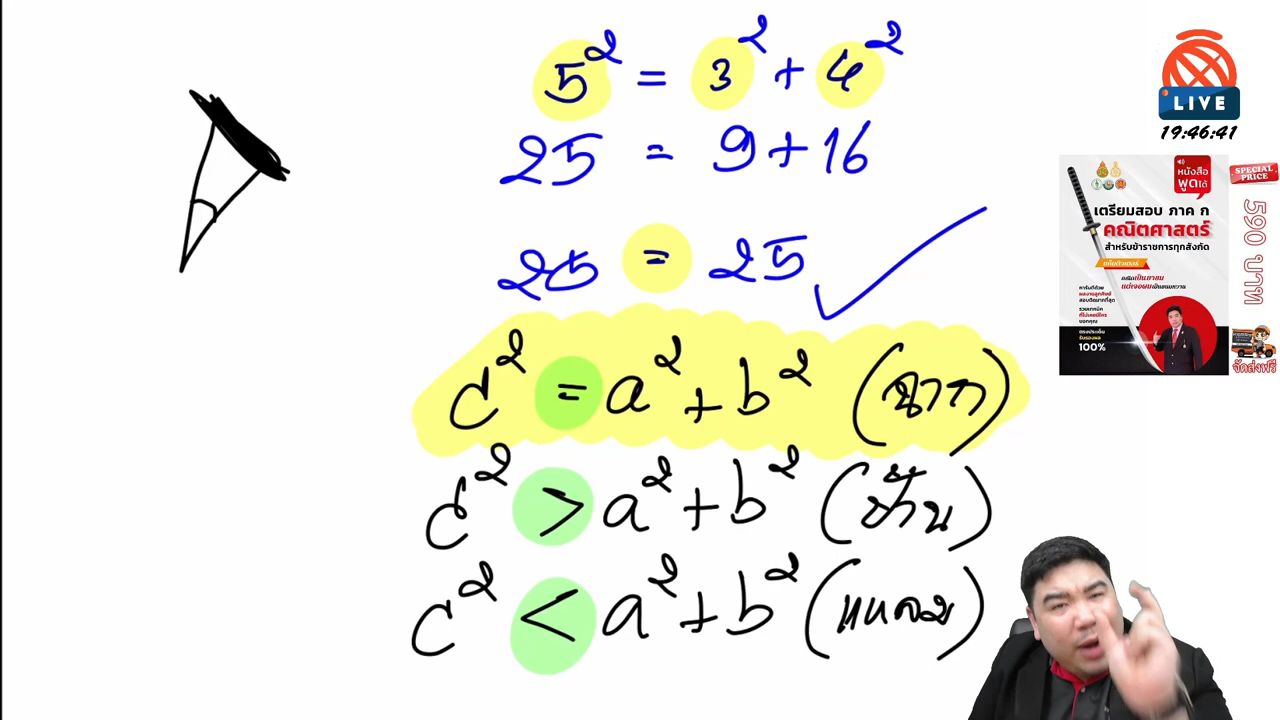 5² = 3² + 4²
25 = 9 + 16
25 = 25
c² = a² + b² (ฉาก)
c² > a² + b² (ป้าน)
c² < a² + b² (แหลม)
LIVE
19:46:41
หนังสือ
พูดได้
SPECIAL
PRICE
เตรียมสอบ ภาค ก
คณิตศาสตร์
สำหรับข้าราชการทุกสังกัด
590 บาท
100%
จัดส่งฟรี